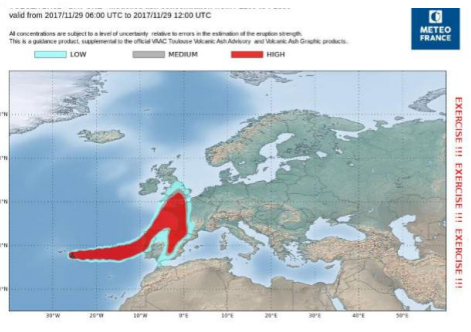 valid from 2017/11/29 06:00 UTC to 2017/11/29 12:00 UTC
All concentrations are subject to a level of uncertainty relative to errors in the estimation of the eruption strength.
This is a guidance product, supplemental to the official VAAC Toulouse Volcanic Ash Advisory and Volcanic Ash Graphic products.
METEO
FRANCE
LOW MEDIUM HIGH
EXERCISE !!! EXERCISE !!! EXERCISE !!!
30°W 20°W 10°W 0°E 10°E 20°E 30°E 40°E 50°E